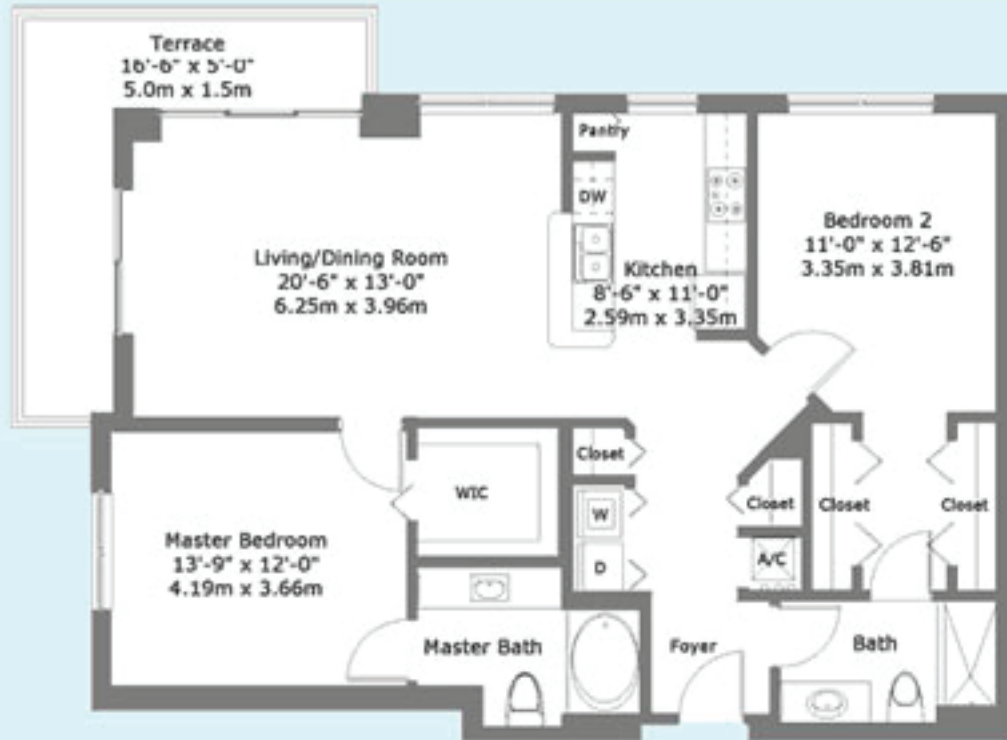 Terrace
16'-6" x 5'-0"
5.0m x 1.5m
Pantry
DW
Living/Dining Room
20'-6" x 13'-0"
6.25m x 3.96m
Kitchen
8'-6" x 11'-0"
2.59m x 3.35m
Bedroom 2
11'-0" x 12'-6"
3.35m x 3.81m
Closet
WIC
W
D
Closet
Closet
Closet
A/C
Master Bedroom
13'-9" x 12'-0"
4.19m x 3.66m
Master Bath
Foyer
Bath